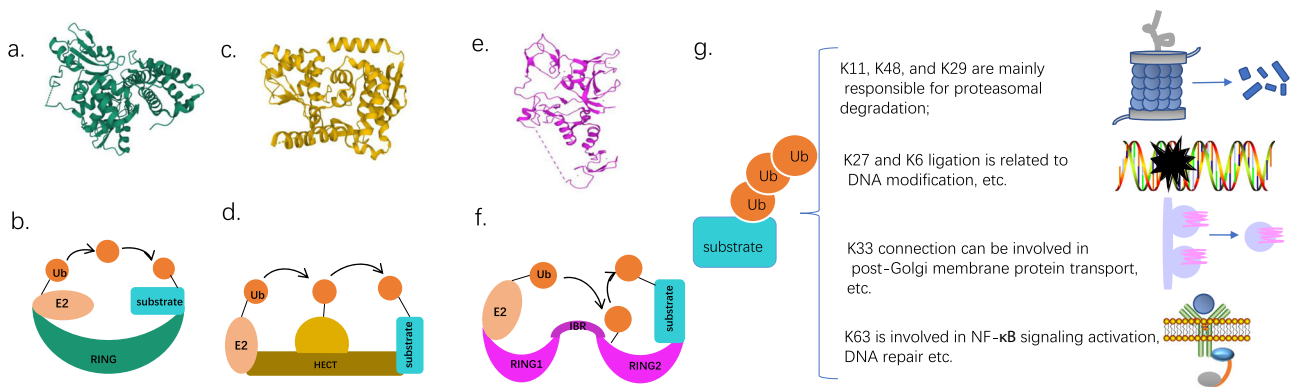 a.
c.
e.
g.
K11, K48, and K29 are mainly
responsible for proteasomal
degradation;
Ub
Ub
Ub
substrate
K27 and K6 ligation is related to
DNA modification, etc.
K33 connection can be involved in
post-Golgi membrane protein transport,
etc.
K63 is involved in NF-κB signaling activation,
DNA repair etc.
b.
Ub
E2
substrate
RING
d.
Ub
E2
HECT
substrate
f.
Ub
E2
IBR
substrate
RING1
RING2